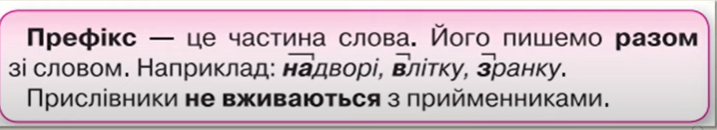 Префікс — це частина слова. Його пишемо разом
зі словом. Наприклад: надворі, влітку, зранку.
Прислівники не вживаються з прийменниками.